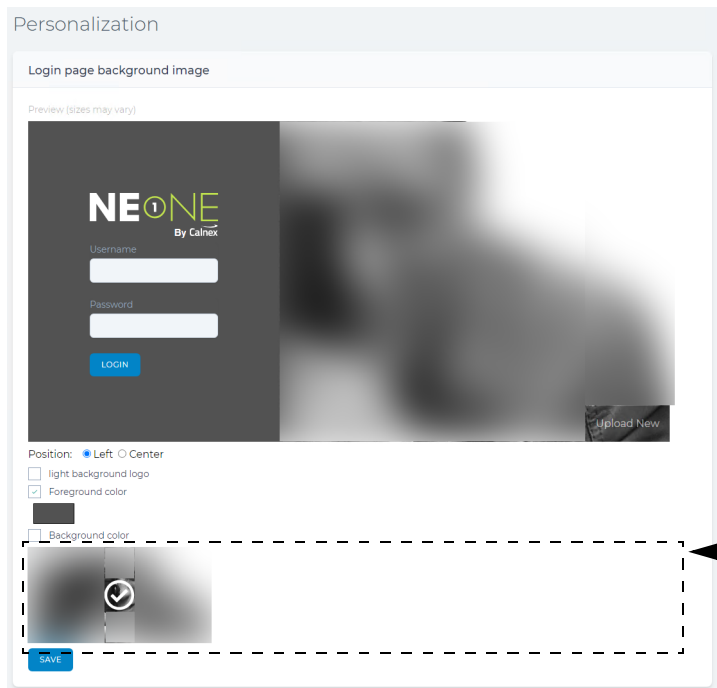 Personalization
Login page background image
Preview (sizes may vary)
NE1NE
By Calnex
Username
Password
LOGIN
Upload New
Position: Left Center
light background logo
Foreground color
Background color
SAVE